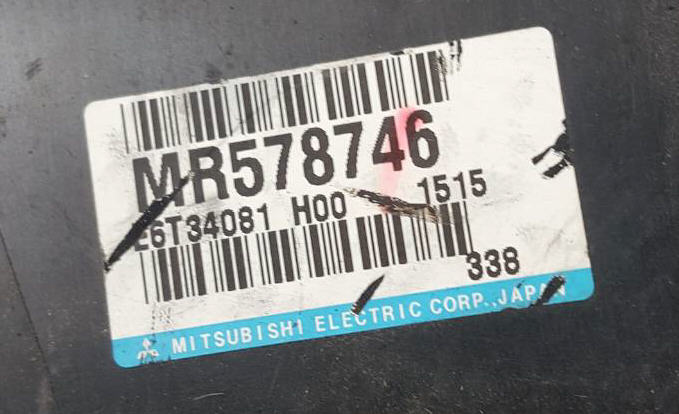 MR578746
E6T34081 H00 1515
338
MITSUBISHI ELECTRIC CORP.,JAPAN